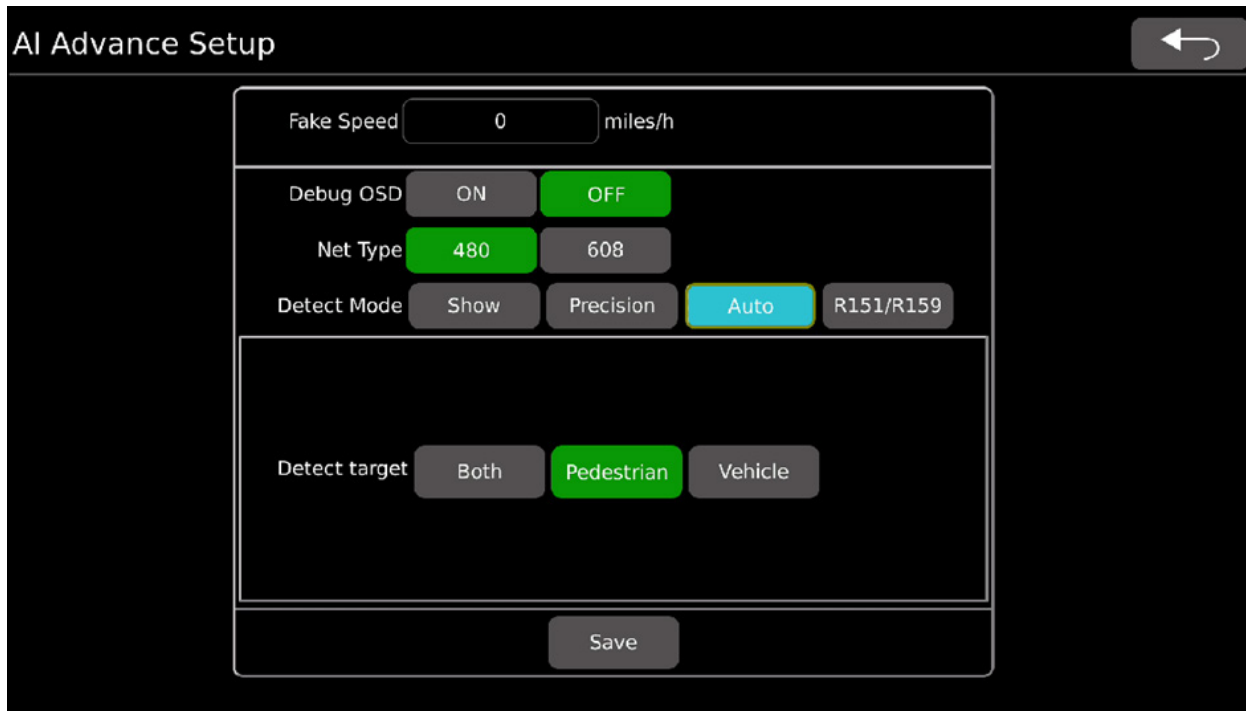 AI Advance Setup
Fake Speed 0 miles/h
Debug OSD ON OFF
Net Type 480 608
Detect Mode Show Precision Auto R151/R159
Detect target Both Pedestrian Vehicle
Save